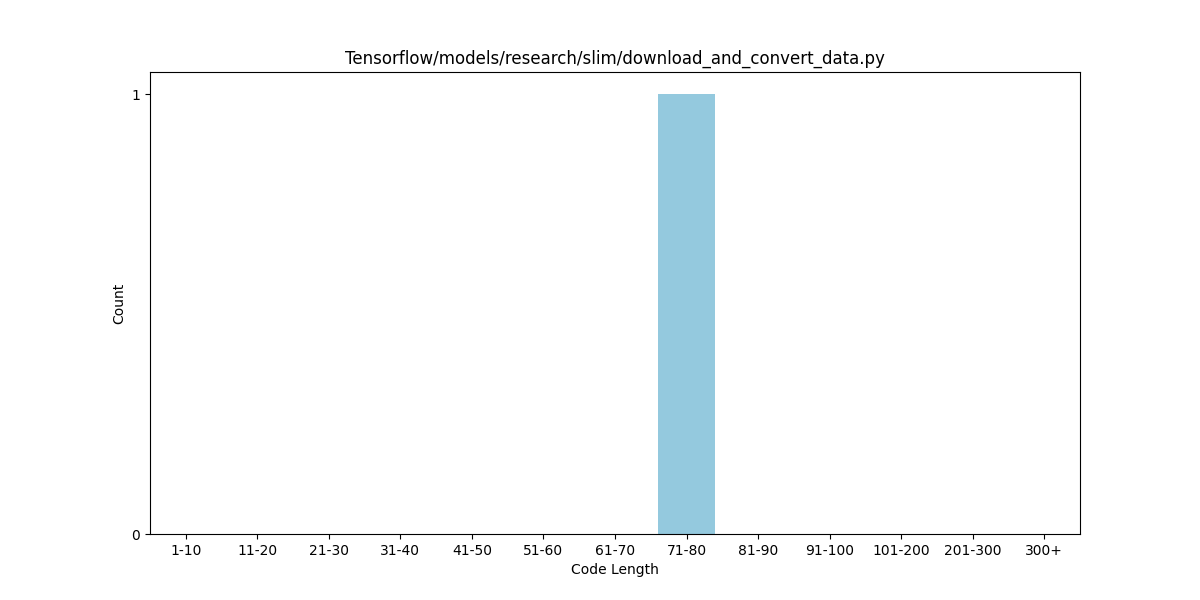 Tensorflow/models/research/slim/download_and_convert_data.py
1
Count
0
1-10 11-20 21-30 31-40 41-50 51-60 61-70 71-80 81-90 91-100 101-200 201-300 300+
Code Length